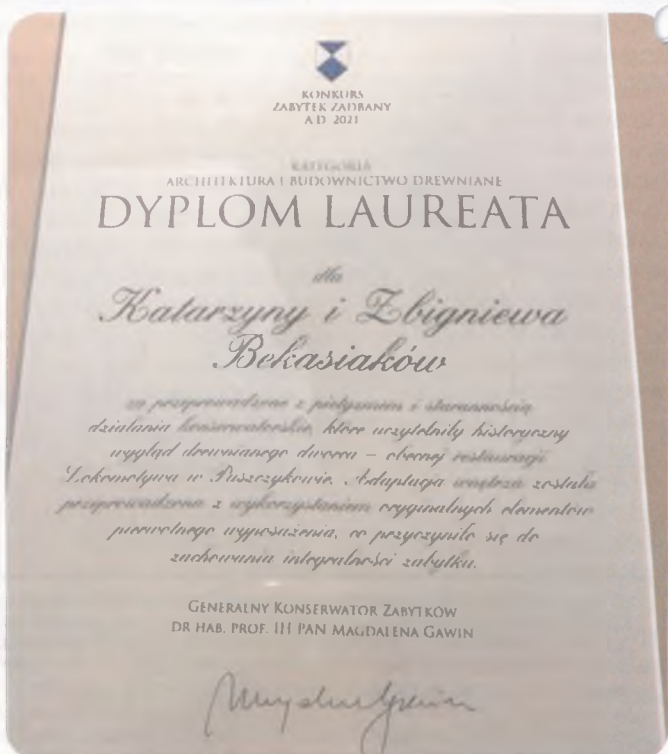 KONKURS
ZABYTEK ZADBANY
A.D. 2021
KATEGORIA
ARCHITEKTURA I BUDOWNICTWO DREWNIANE
DYPLOM LAUREATA
dla
Katarzyny i Zbigniewa
Bekasiaków
za przeprowadzone z pietyzmem i starannością
działania konserwatorskie, które uczytelniły historyczny
wygląd drewnianego dworca – obecnej restauracji
Lokomotywa w Puszczykowie. Adaptacja wnętrza została
przeprowadzona z wykorzystaniem oryginalnych elementów
pierwotnego wyposażenia, co przyczyniło się do
zachowania integralności zabytku.
GENERALNY KONSERWATOR ZABYTKÓW
DR HAB. PROF. IH PAN MAGDALENA GAWIN